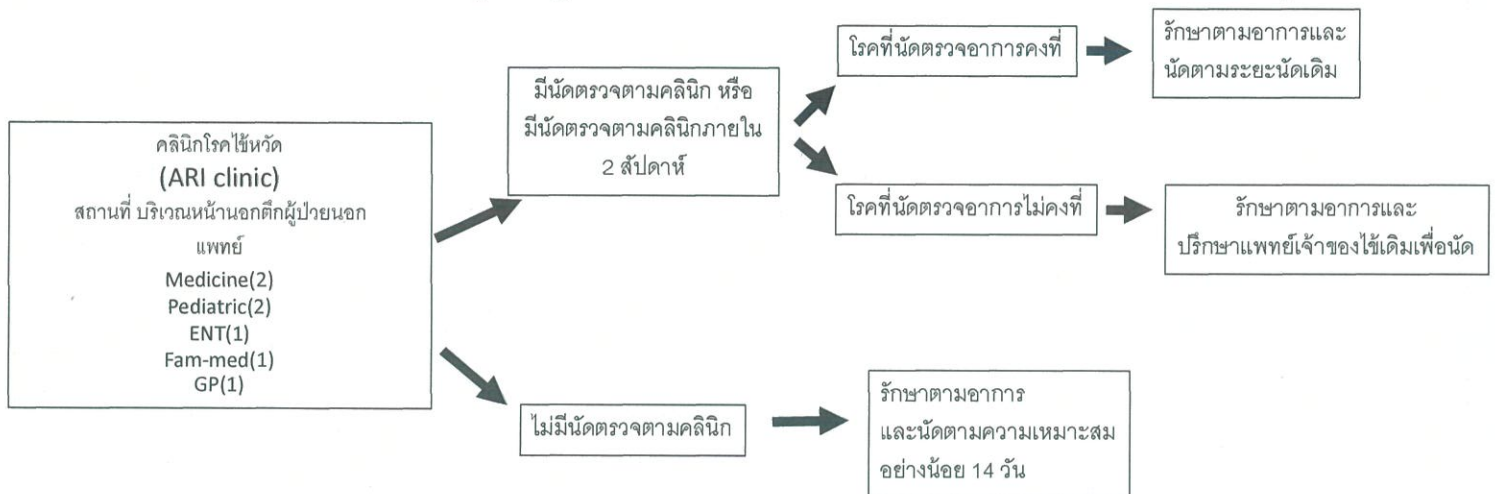 คลินิกโรคไข้หวัด
(ARI clinic)
สถานที่ บริเวณหน้านอกตึกผู้ป่วยนอก
แพทย์
Medicine(2)
Pediatric(2)
ENT(1)
Fam-med(1)
GP(1)
มีนัดตรวจตามคลินิก หรือ
มีนัดตรวจตามคลินิกภายใน
2 สัปดาห์
โรคที่นัดตรวจอาการคงที่
รักษาตามอาการและ
นัดตามระยะนัดเดิม
โรคที่นัดตรวจอาการไม่คงที่
รักษาตามอาการและ
ปรึกษาแพทย์เจ้าของไข้เดิมเพื่อนัด
ไม่มีนัดตรวจตามคลินิก
รักษาตามอาการ
และนัดตามความเหมาะสม
อย่างน้อย 14 วัน